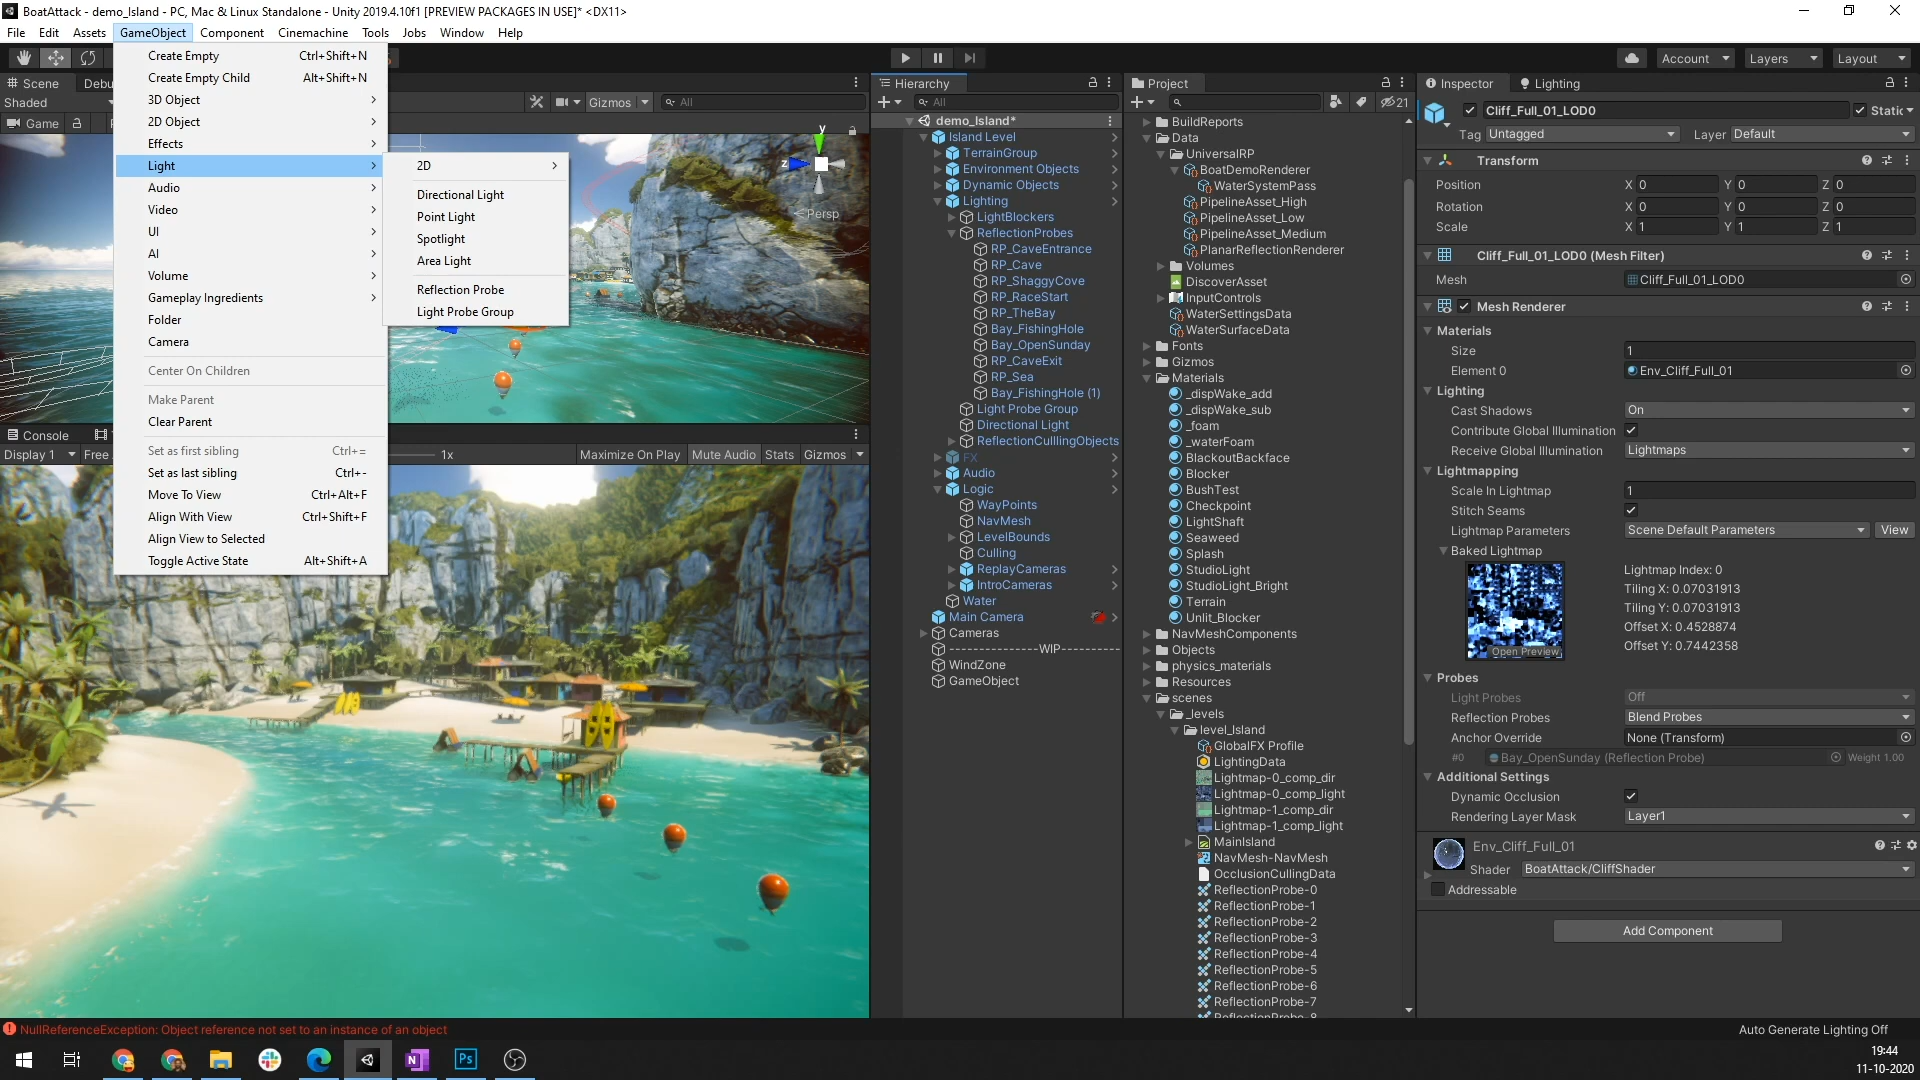 BoatAttack - demo_Island - PC, Mac & Linux Standalone - Unity 2019.4.10f1 [PREVIEW PACKAGES IN USE]* <DX11>
File Edit Assets GameObject Component Cinemachine Tools Jobs Window Help
Account Layers Layout
Scene Debu
Shaded
Gizmos All
Game
Create Empty Ctrl+Shift+N
Create Empty Child Alt+Shift+N
3D Object
2D Object
Effects
Light
Audio
Video
UI
AI
Volume
Gameplay Ingredients
Folder
Camera
Center On Children
Make Parent
Clear Parent
Set as first sibling Ctrl+=
Set as last sibling Ctrl+-
Move To View Ctrl+Alt+F
Align With View Ctrl+Shift+F
Align View to Selected
Toggle Active State Alt+Shift+A
2D
Directional Light
Point Light
Spotlight
Area Light
Reflection Probe
Light Probe Group
y
z
Persp
Console
Display 1 Free 1x Maximize On Play Mute Audio Stats Gizmos
Hierarchy
All
demo_Island*
Island Level
TerrainGroup
Environment Objects
Dynamic Objects
Lighting
LightBlockers
ReflectionProbes
RP_CaveEntrance
RP_Cave
RP_ShaggyCove
RP_RaceStart
RP_TheBay
Bay_FishingHole
Bay_OpenSunday
RP_CaveExit
RP_Sea
Bay_FishingHole (1)
Light Probe Group
Directional Light
ReflectionCulllingObjects
FX
Audio
Logic
WayPoints
NavMesh
LevelBounds
Culling
ReplayCameras
IntroCameras
Water
Main Camera
Cameras
---------------WIP----------
WindZone
GameObject
Project
21
BuildReports
Data
UniversalRP
BoatDemoRenderer
WaterSystemPass
PipelineAsset_High
PipelineAsset_Low
PipelineAsset_Medium
PlanarReflectionRenderer
Volumes
DiscoverAsset
InputControls
WaterSettingsData
WaterSurfaceData
Fonts
Gizmos
Materials
_dispWake_add
_dispWake_sub
_foam
_waterFoam
BlackoutBackface
Blocker
BushTest
Checkpoint
LightShaft
Seaweed
Splash
StudioLight
StudioLight_Bright
Terrain
Unlit_Blocker
NavMeshComponents
Objects
physics_materials
Resources
scenes
_levels
level_Island
GlobalFX Profile
LightingData
Lightmap-0_comp_dir
Lightmap-0_comp_light
Lightmap-1_comp_dir
Lightmap-1_comp_light
MainIsland
NavMesh-NavMesh
OcclusionCullingData
ReflectionProbe-0
ReflectionProbe-1
ReflectionProbe-2
ReflectionProbe-3
ReflectionProbe-4
ReflectionProbe-5
ReflectionProbe-6
ReflectionProbe-7
ReflectionProbe-8
Inspector Lighting
Cliff_Full_01_LOD0 Static
Tag Untagged Layer Default
Transform
Position X 0 Y 0 Z 0
Rotation X 0 Y 0 Z 0
Scale X 1 Y 1 Z 1
Cliff_Full_01_LOD0 (Mesh Filter)
Mesh Cliff_Full_01_LOD0
Mesh Renderer
Materials
Size 1
Element 0 Env_Cliff_Full_01
Lighting
Cast Shadows On
Contribute Global Illumination
Receive Global Illumination Lightmaps
Lightmapping
Scale In Lightmap 1
Stitch Seams
Lightmap Parameters Scene Default Parameters View
Baked Lightmap
Open Preview
Lightmap Index: 0
Tiling X: 0.07031913
Tiling Y: 0.07031913
Offset X: 0.4528874
Offset Y: 0.7442358
Probes
Light Probes Off
Reflection Probes Blend Probes
Anchor Override None (Transform)
#0 Bay_OpenSunday (Reflection Probe) Weight 1.00
Additional Settings
Dynamic Occlusion
Rendering Layer Mask Layer1
Env_Cliff_Full_01
Shader BoatAttack/CliffShader
Addressable
Add Component
NullReferenceException: Object reference not set to an instance of an object
Auto Generate Lighting Off
N Ps
19:44
11-10-2020